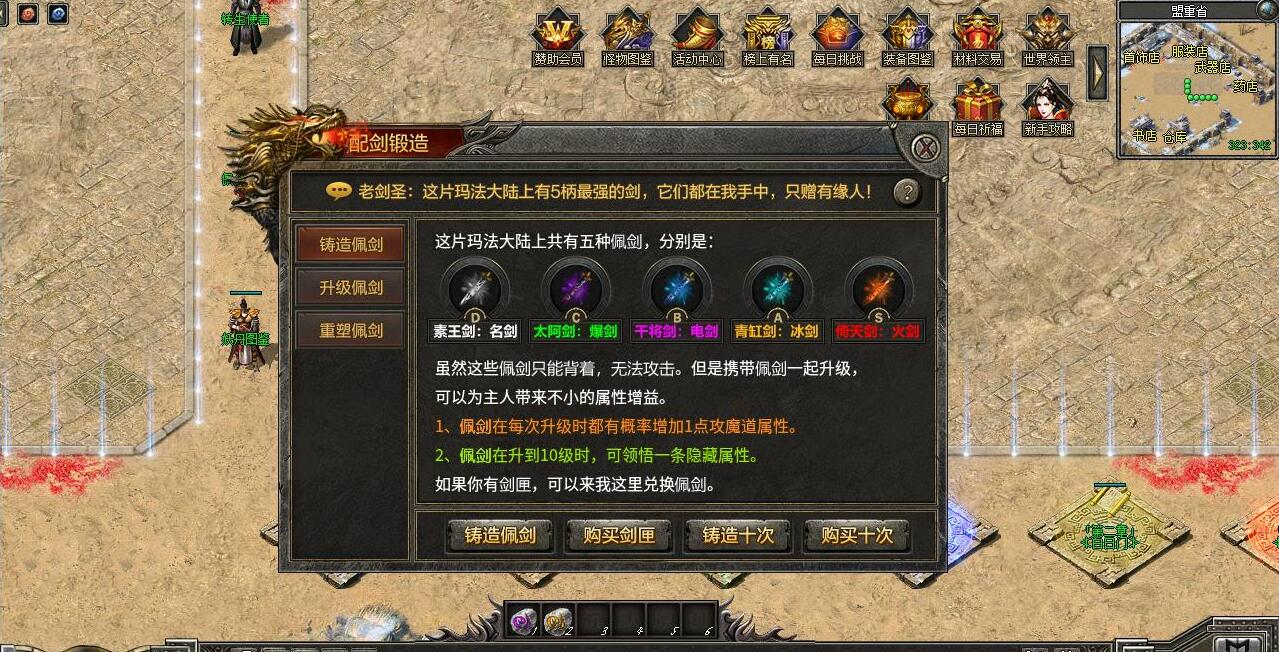 转生使者
赞助会员
怪物图鉴
活动中心
榜上有名
每日挑战
装备图鉴
材料交易
世界领主
每日祈福
新手攻略
盟重省
首饰店
服装店
武器店
药店
书店
仓库
323:342
配剑锻造
老剑圣：这片玛法大陆上有5柄最强的剑，它们都在我手中，只赠有缘人！
?
铸造佩剑
升级佩剑
重塑佩剑
这片玛法大陆上共有五种佩剑，分别是：
D
C
B
A
S
素王剑：名剑
太阿剑：爆剑
干将剑：电剑
青缸剑：冰剑
倚天剑：火剑
虽然这些佩剑只能背着，无法攻击。但是携带佩剑一起升级，
可以为主人带来不小的属性增益。
1、佩剑在每次升级时都有概率增加1点攻魔道属性。
2、佩剑在升到10级时，可领悟一条隐藏属性。
如果你有剑匣，可以来我这里兑换佩剑。
铸造佩剑
购买剑匣
铸造十次
购买十次
1
2
3
4
5
6